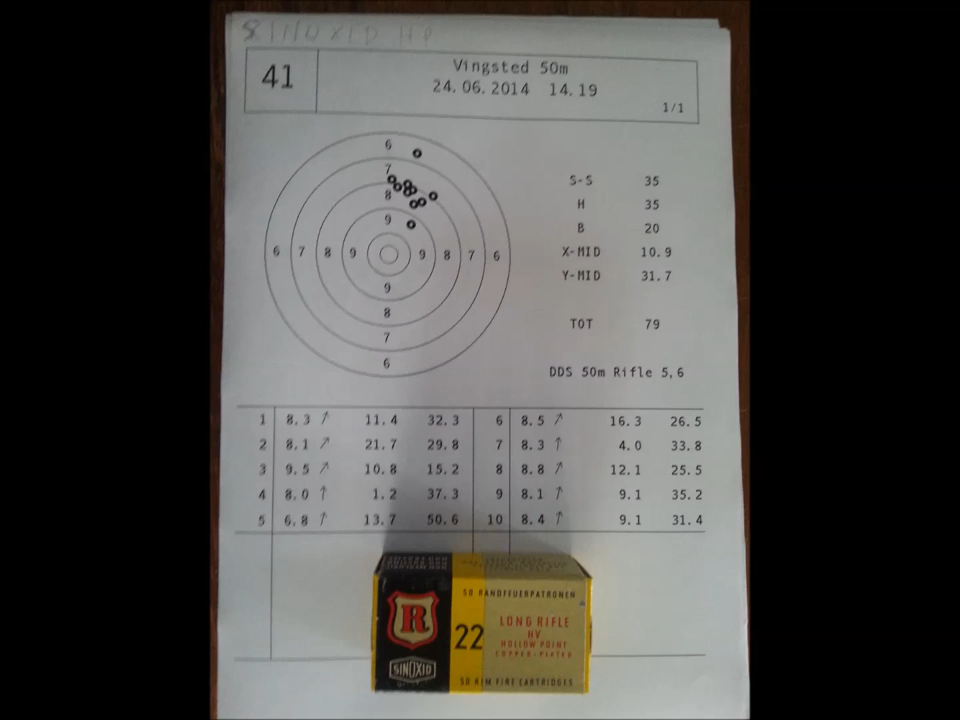 SINOXID HP
41
Vingsted 50m
24.06.2014 14.19
1/1
6
7
8
9
6 7 8 9 9 8 7 6
9
8
7
6
S-S 35
H 35
B 20
X-MID 10.9
Y-MID 31.7
TOT 79
DDS 50m Rifle 5,6
1 8.3 ↗ 11.4 32.3 6 8.5 ↗ 16.3 26.5
2 8.1 ↗ 21.7 29.8 7 8.3 ↑ 4.0 33.8
3 9.5 ↗ 10.8 15.2 8 8.8 ↗ 12.1 25.5
4 8.0 ↑ 1.2 37.3 9 8.1 ↑ 9.1 35.2
5 6.8 ↑ 13.7 50.6 10 8.4 ↑ 9.1 31.4
50 RANDFEUERPATRONEN
R
SINOXID
22
LONG RIFLE
HV
HOLLOW POINT
COPPER-PLATED
50 RIM FIRE CARTRIDGES